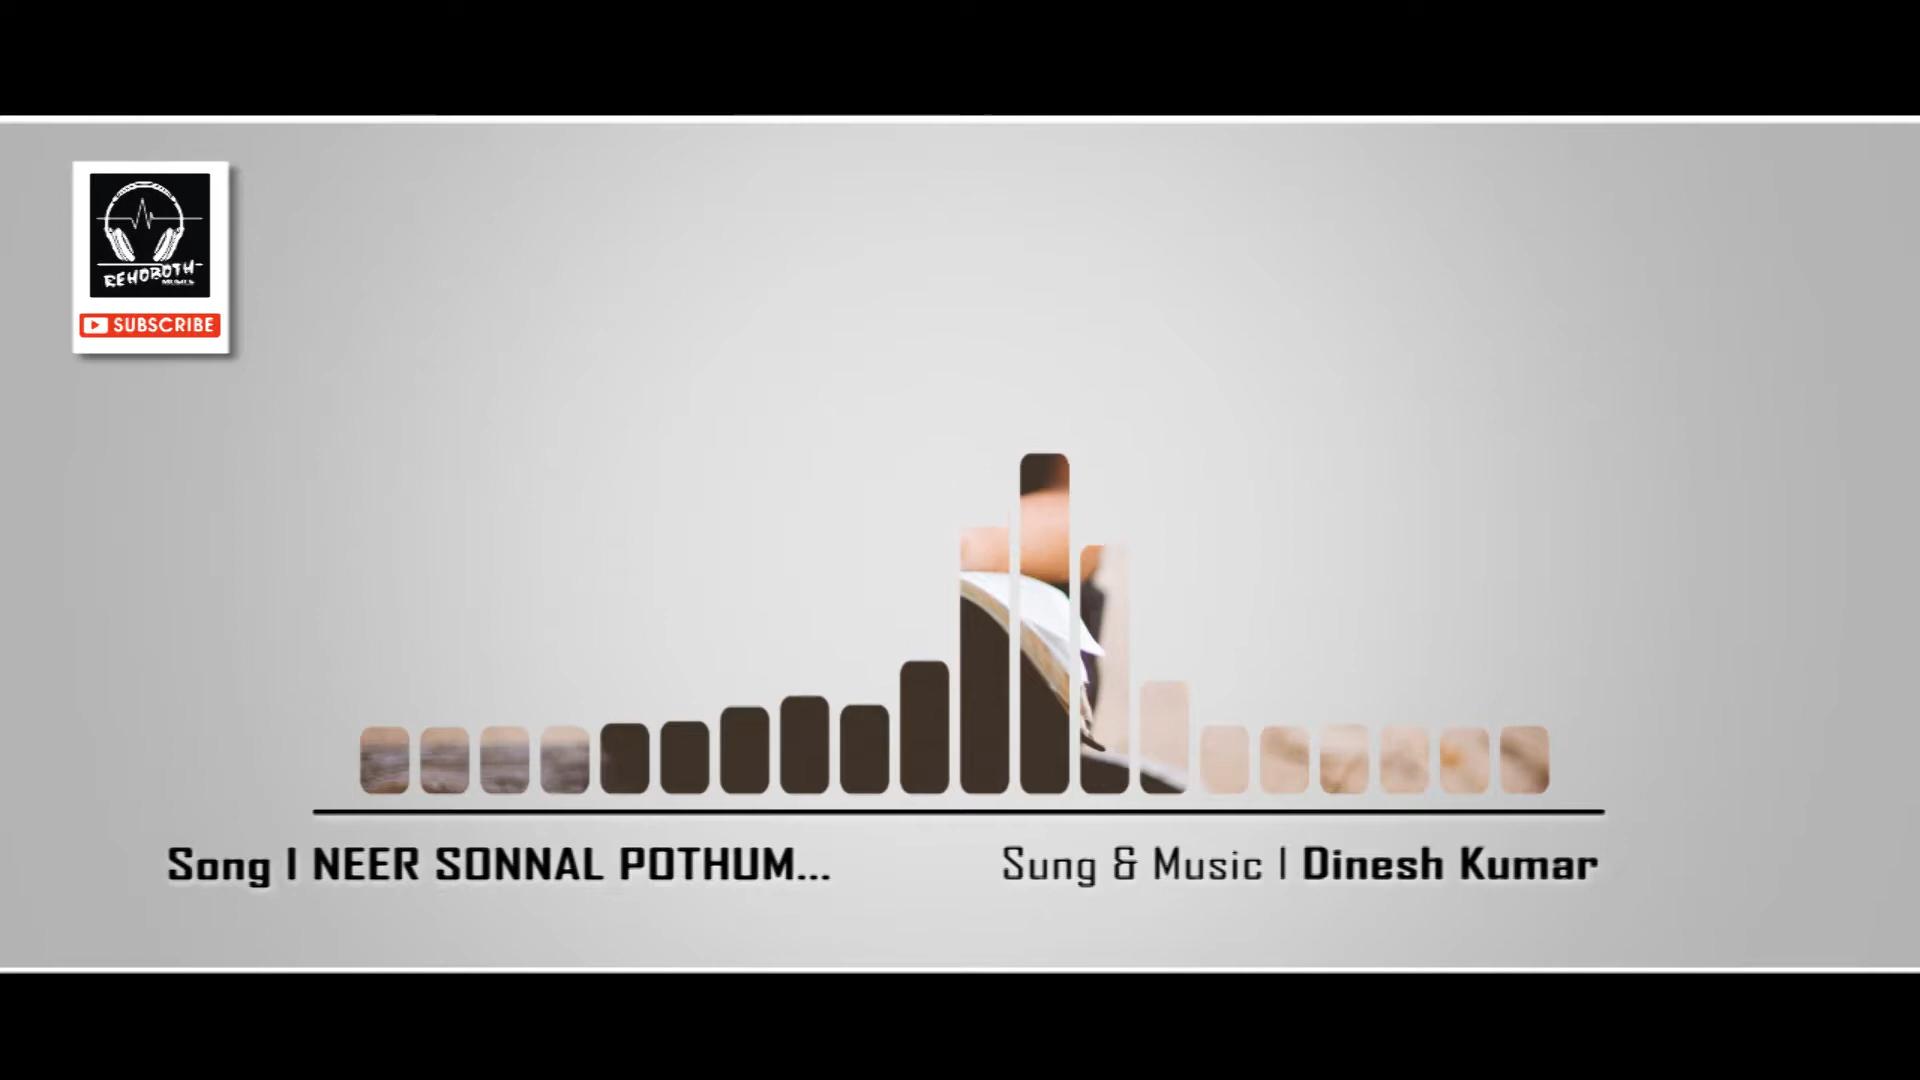 REHOBOTH
SUBSCRIBE
Song | NEER SONNAL POTHUM...
Sung & Music | Dinesh Kumar